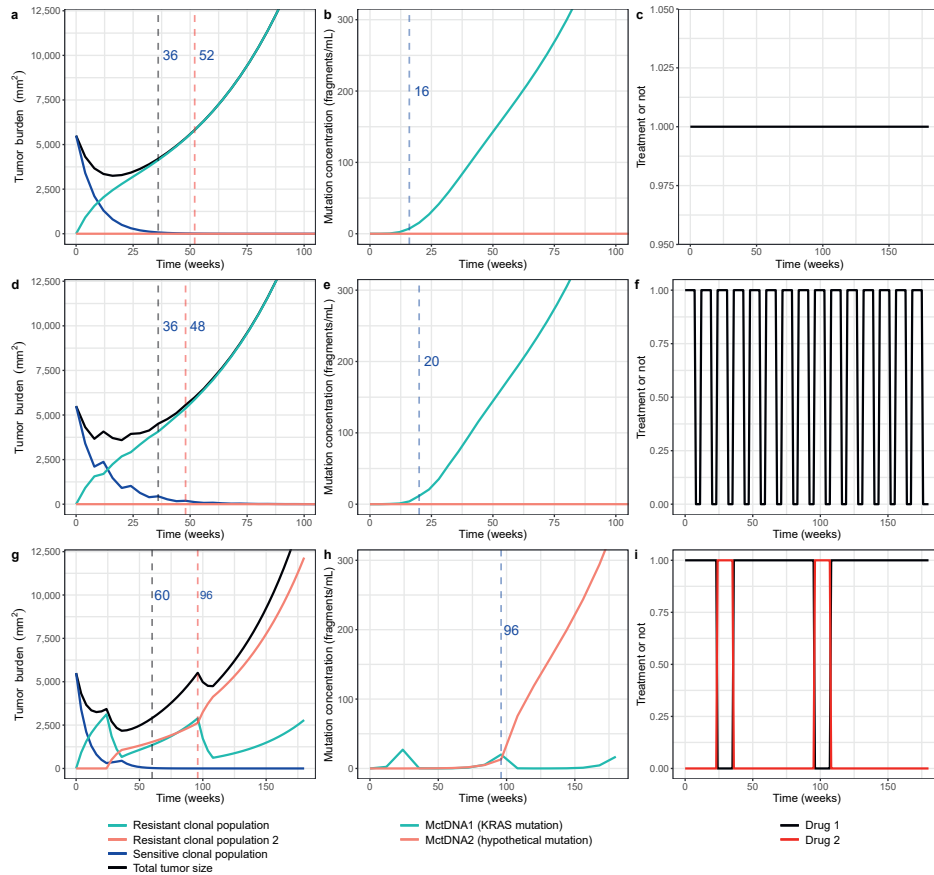 a
12,500
10,000
7,500
5,000
2,500
0
Tumor burden (mm²)
36
52
0 25 50 75 100
Time (weeks)
b
300
200
100
0
Mutation concentration (fragments/mL)
16
0 25 50 75 100
Time (weeks)
c
1.050
1.025
1.000
0.975
0.950
Treatment or not
0 50 100 150
Time (weeks)
d
12,500
10,000
7,500
5,000
2,500
0
Tumor burden (mm²)
36
48
0 25 50 75 100
Time (weeks)
e
300
200
100
0
Mutation concentration (fragments/mL)
20
0 25 50 75 100
Time (weeks)
f
1.00
0.75
0.50
0.25
0.00
Treatment or not
0 50 100 150
Time (weeks)
g
12,500
10,000
7,500
5,000
2,500
0
Tumor burden (mm²)
60
96
0 50 100 150
Time (weeks)
h
300
200
100
0
Mutation concentration (fragments/mL)
96
0 50 100 150
Time (weeks)
i
1.00
0.75
0.50
0.25
0.00
Treatment or not
0 50 100 150
Time (weeks)
Resistant clonal population
Resistant clonal population 2
Sensitive clonal population
Total tumor size
MctDNA1 (KRAS mutation)
MctDNA2 (hypothetical mutation)
Drug 1
Drug 2